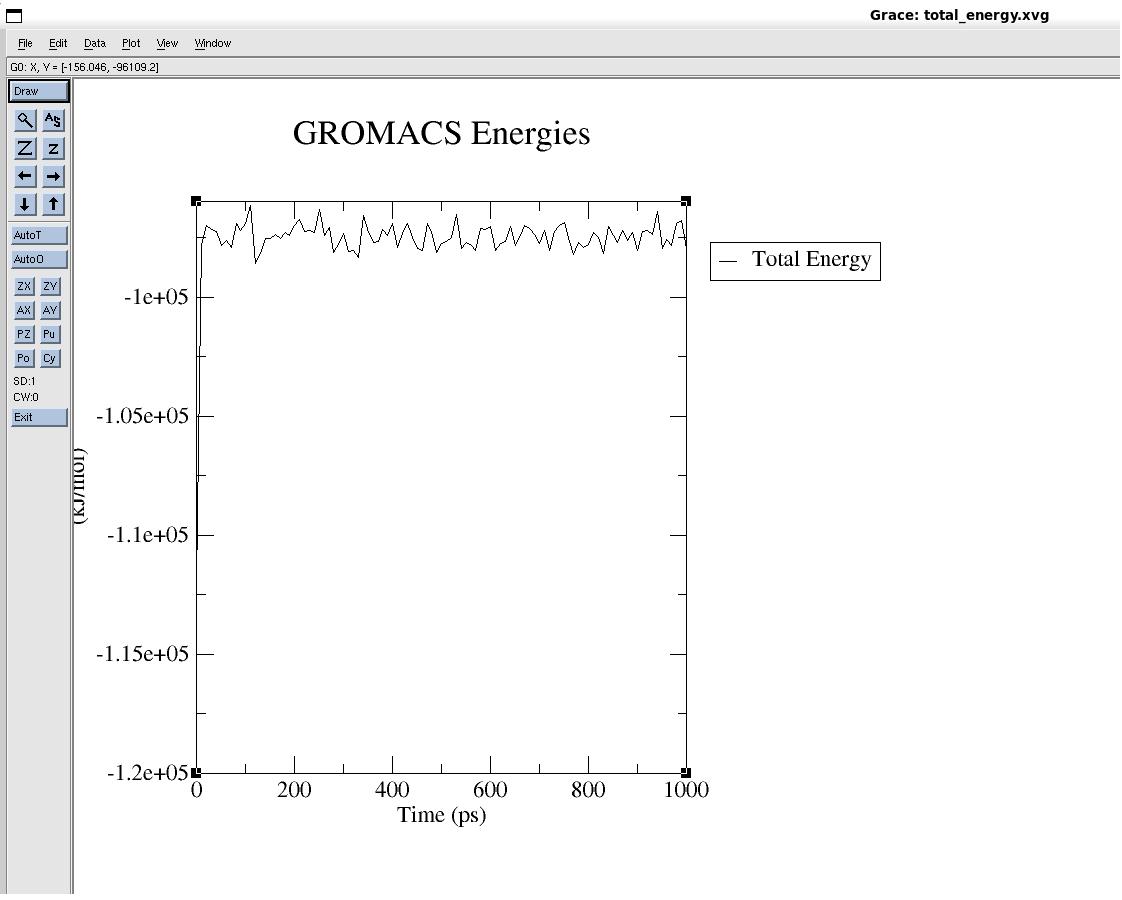 Grace: total_energy.xvg
File Edit Data Plot View Window
G0: X, Y = [-156.046, -96109.2]
Draw
AS
Z z
AutoT
AutoO
ZX ZY
AX AY
PZ Pu
Po Cy
SD:1
CW:0
Exit
GROMACS Energies
Total Energy
(kJ/mol)
-1e+05
-1.05e+05
-1.1e+05
-1.15e+05
-1.2e+05
0 200 400 600 800 1000
Time (ps)